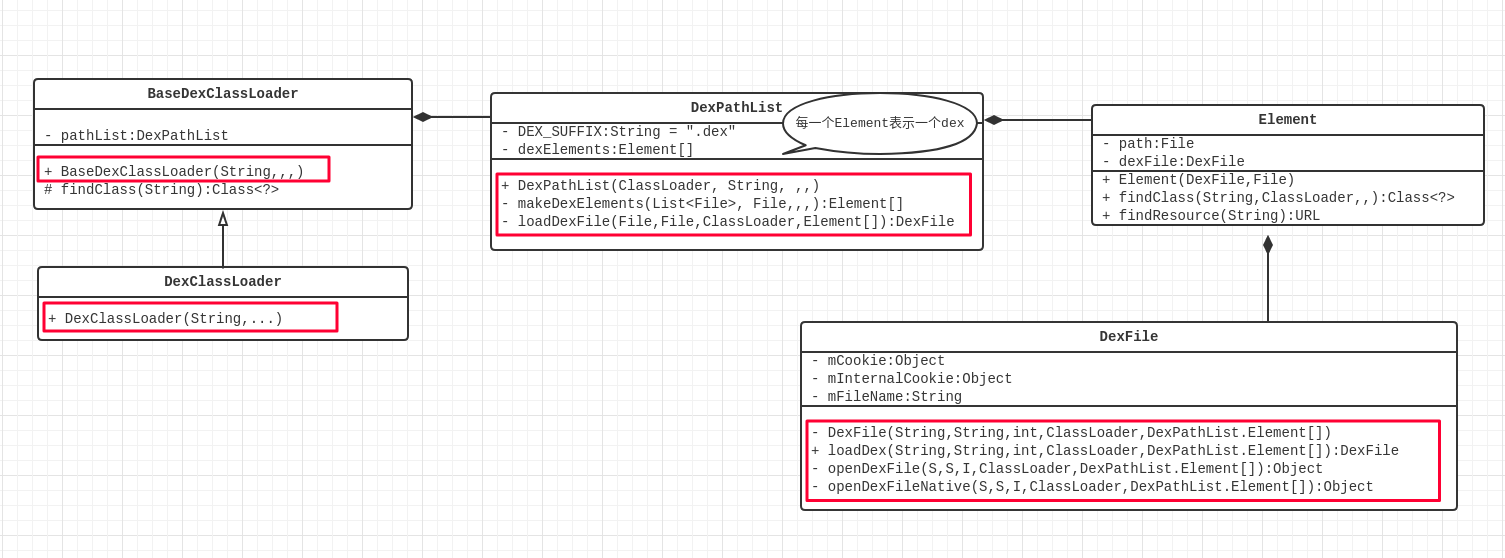 BaseDexClassLoader
- pathList:DexPathList
+ BaseDexClassLoader(String,,,)
# findClass(String):Class<?>
DexClassLoader
+ DexClassLoader(String,...)
DexPathList
每一个Element表示一个dex
- DEX_SUFFIX:String = ".dex"
- dexElements:Element[]
+ DexPathList(ClassLoader, String, ,,)
- makeDexElements(List<File>, File,,,):Element[]
- loadDexFile(File,File,ClassLoader,Element[]):DexFile
Element
- path:File
- dexFile:DexFile
+ Element(DexFile,File)
+ findClass(String,ClassLoader,,):Class<?>
+ findResource(String):URL
DexFile
- mCookie:Object
- mInternalCookie:Object
- mFileName:String
- DexFile(String,String,int,ClassLoader,DexPathList.Element[])
+ loadDex(String,String,int,ClassLoader,DexPathList.Element[]):DexFile
- openDexFile(S,S,I,ClassLoader,DexPathList.Element[]):Object
- openDexFileNative(S,S,I,ClassLoader,DexPathList.Element[]):Object